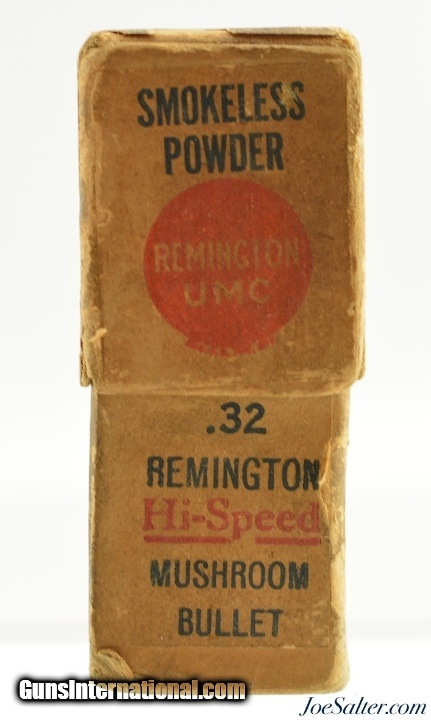 SMOKELESS
POWDER
REMINGTON
UMC
.32
REMINGTON
Hi-Speed
MUSHROOM
BULLET
GunsInternational.com
JoeSalter.com